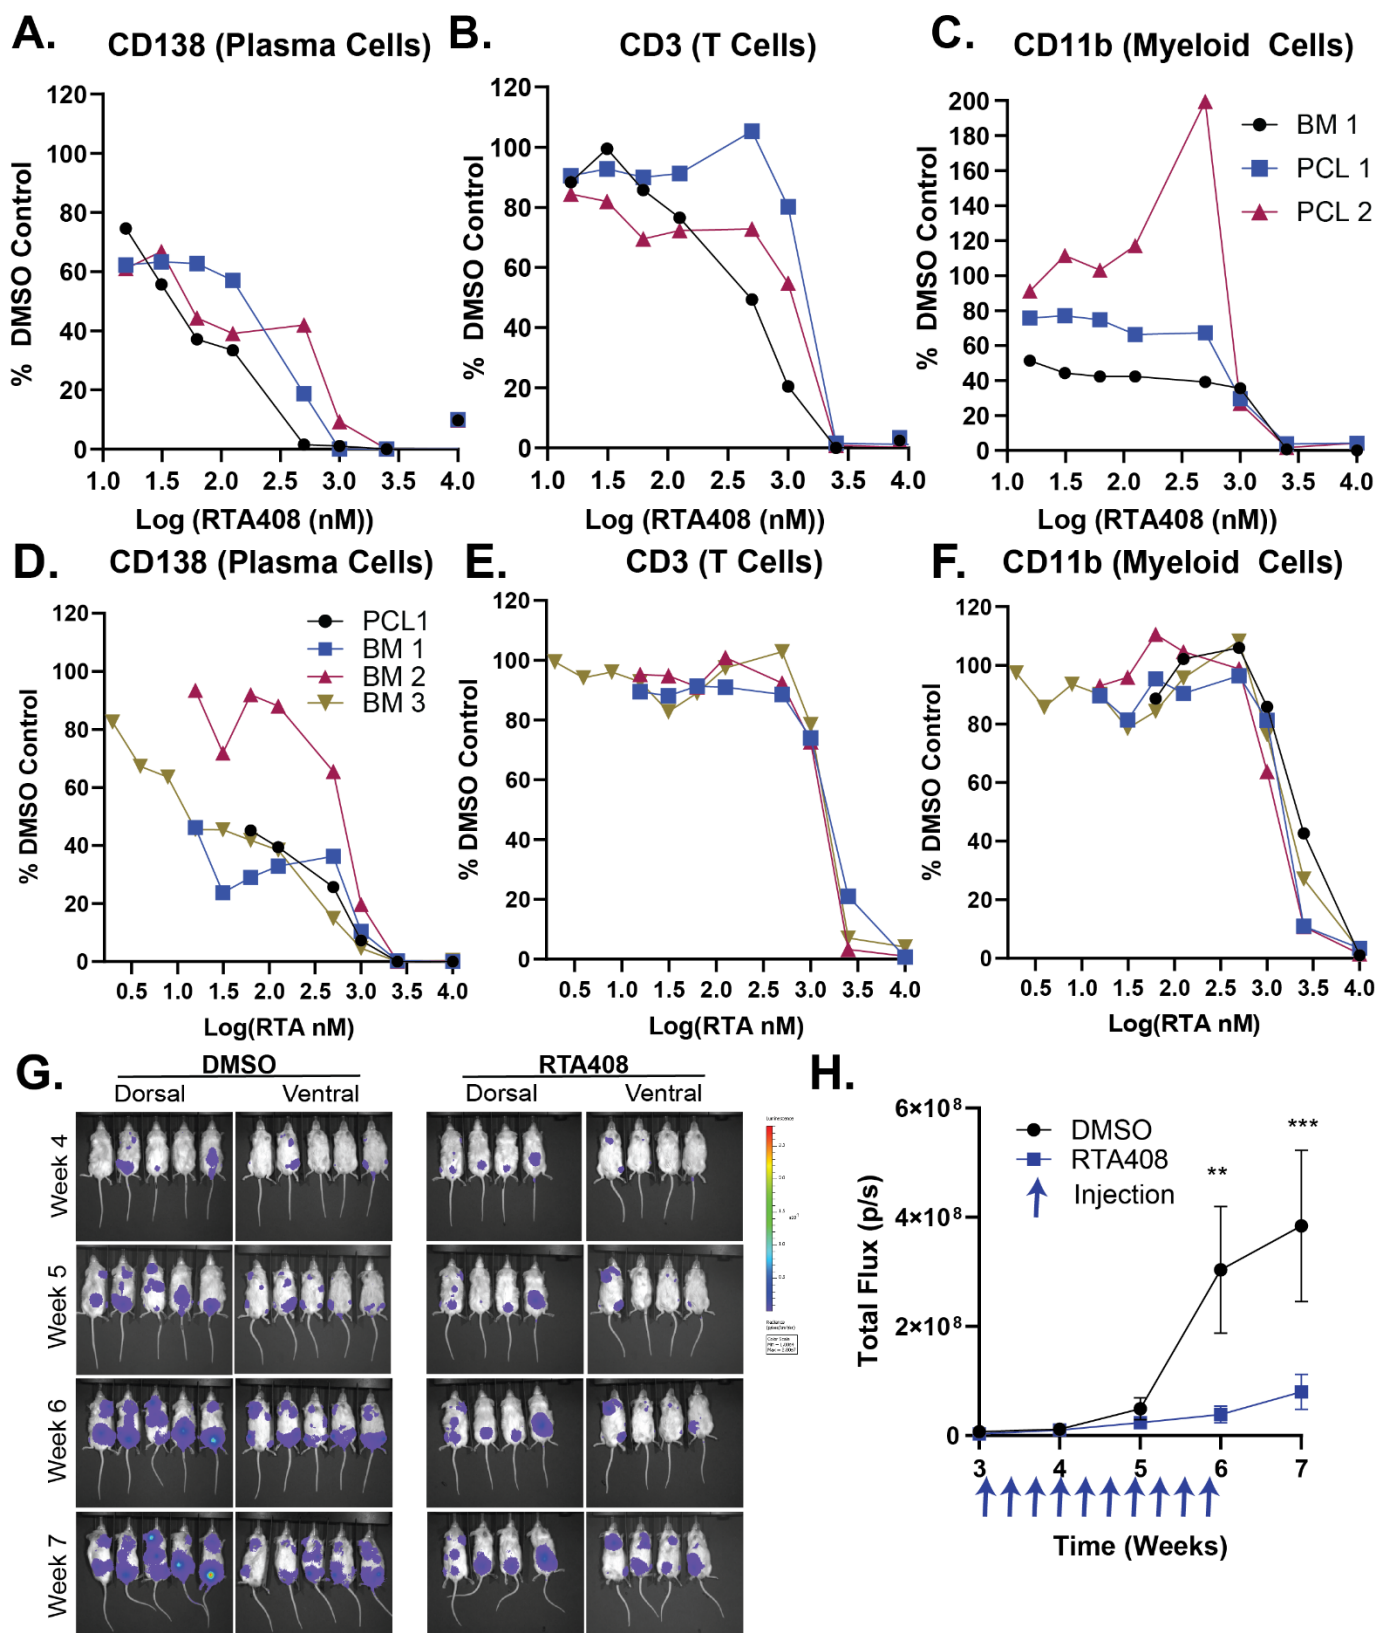 A.
CD138 (Plasma Cells)
120
100
80
60
40
20
0
% DMSO Control
1.0 1.5 2.0 2.5 3.0 3.5 4.0
Log (RTA408 (nM))
B.
CD3 (T Cells)
120
100
80
60
40
20
0
% DMSO Control
1.0 1.5 2.0 2.5 3.0 3.5 4.0
Log (RTA408 (nM))
C.
CD11b (Myeloid Cells)
200
180
160
140
120
100
80
60
40
20
0
% DMSO Control
BM 1
PCL 1
PCL 2
1.0 1.5 2.0 2.5 3.0 3.5 4.0
Log (RTA408 (nM))
D.
CD138 (Plasma Cells)
120
100
80
60
40
20
0
% DMSO Control
PCL1
BM 1
BM 2
BM 3
0.5 1.0 1.5 2.0 2.5 3.0 3.5 4.0
Log(RTA nM)
E.
CD3 (T Cells)
120
100
80
60
40
20
0
% DMSO Control
0.5 1.0 1.5 2.0 2.5 3.0 3.5 4.0
Log(RTA nM)
F.
CD11b (Myeloid Cells)
120
100
80
60
40
20
0
% DMSO Control
0.5 1.0 1.5 2.0 2.5 3.0 3.5 4.0
Log(RTA nM)
G.
DMSO
RTA408
Dorsal Ventral
Dorsal Ventral
Week 4
Week 5
Week 6
Week 7
Luminescence
H.
6×10⁸
4×10⁸
2×10⁸
0
Total Flux (p/s)
DMSO
RTA408
Injection
**
***
3 4 5 6 7
Time (Weeks)